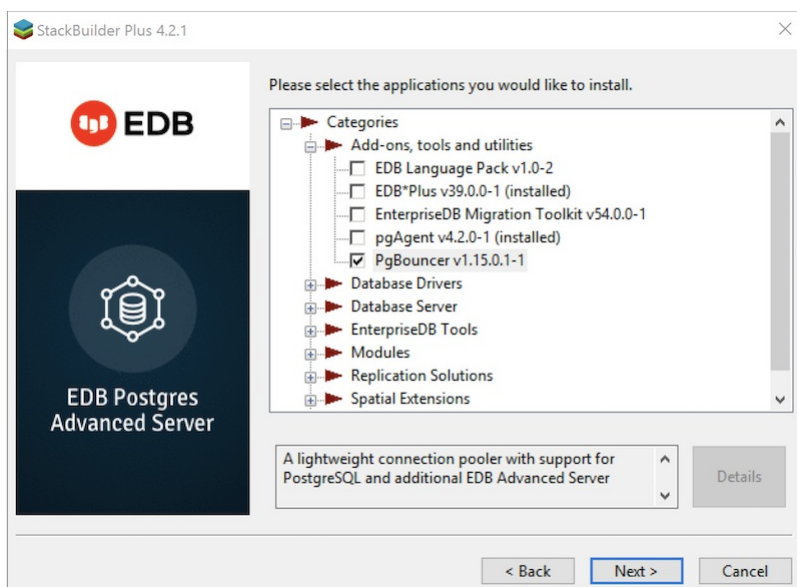 StackBuilder Plus 4.2.1
EDB
EDB Postgres
Advanced Server
Please select the applications you would like to install.
Categories
Add-ons, tools and utilities
EDB Language Pack v1.0-2
EDB*Plus v39.0.0-1 (installed)
EnterpriseDB Migration Toolkit v54.0.0-1
pgAgent v4.2.0-1 (installed)
PgBouncer v1.15.0.1-1
Database Drivers
Database Server
EnterpriseDB Tools
Modules
Replication Solutions
Spatial Extensions
A lightweight connection pooler with support for
PostgreSQL and additional EDB Advanced Server
Details
< Back
Next >
Cancel